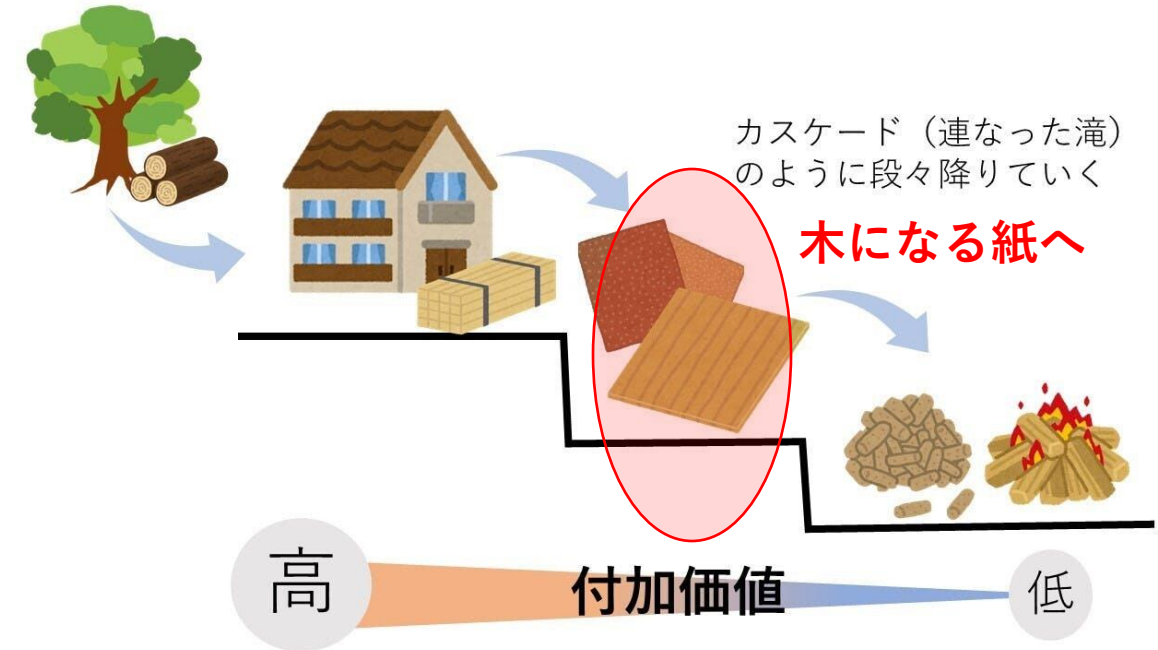 カスケード（連なった滝）
のように段々降りていく
木になる紙へ
高
付加価値
低